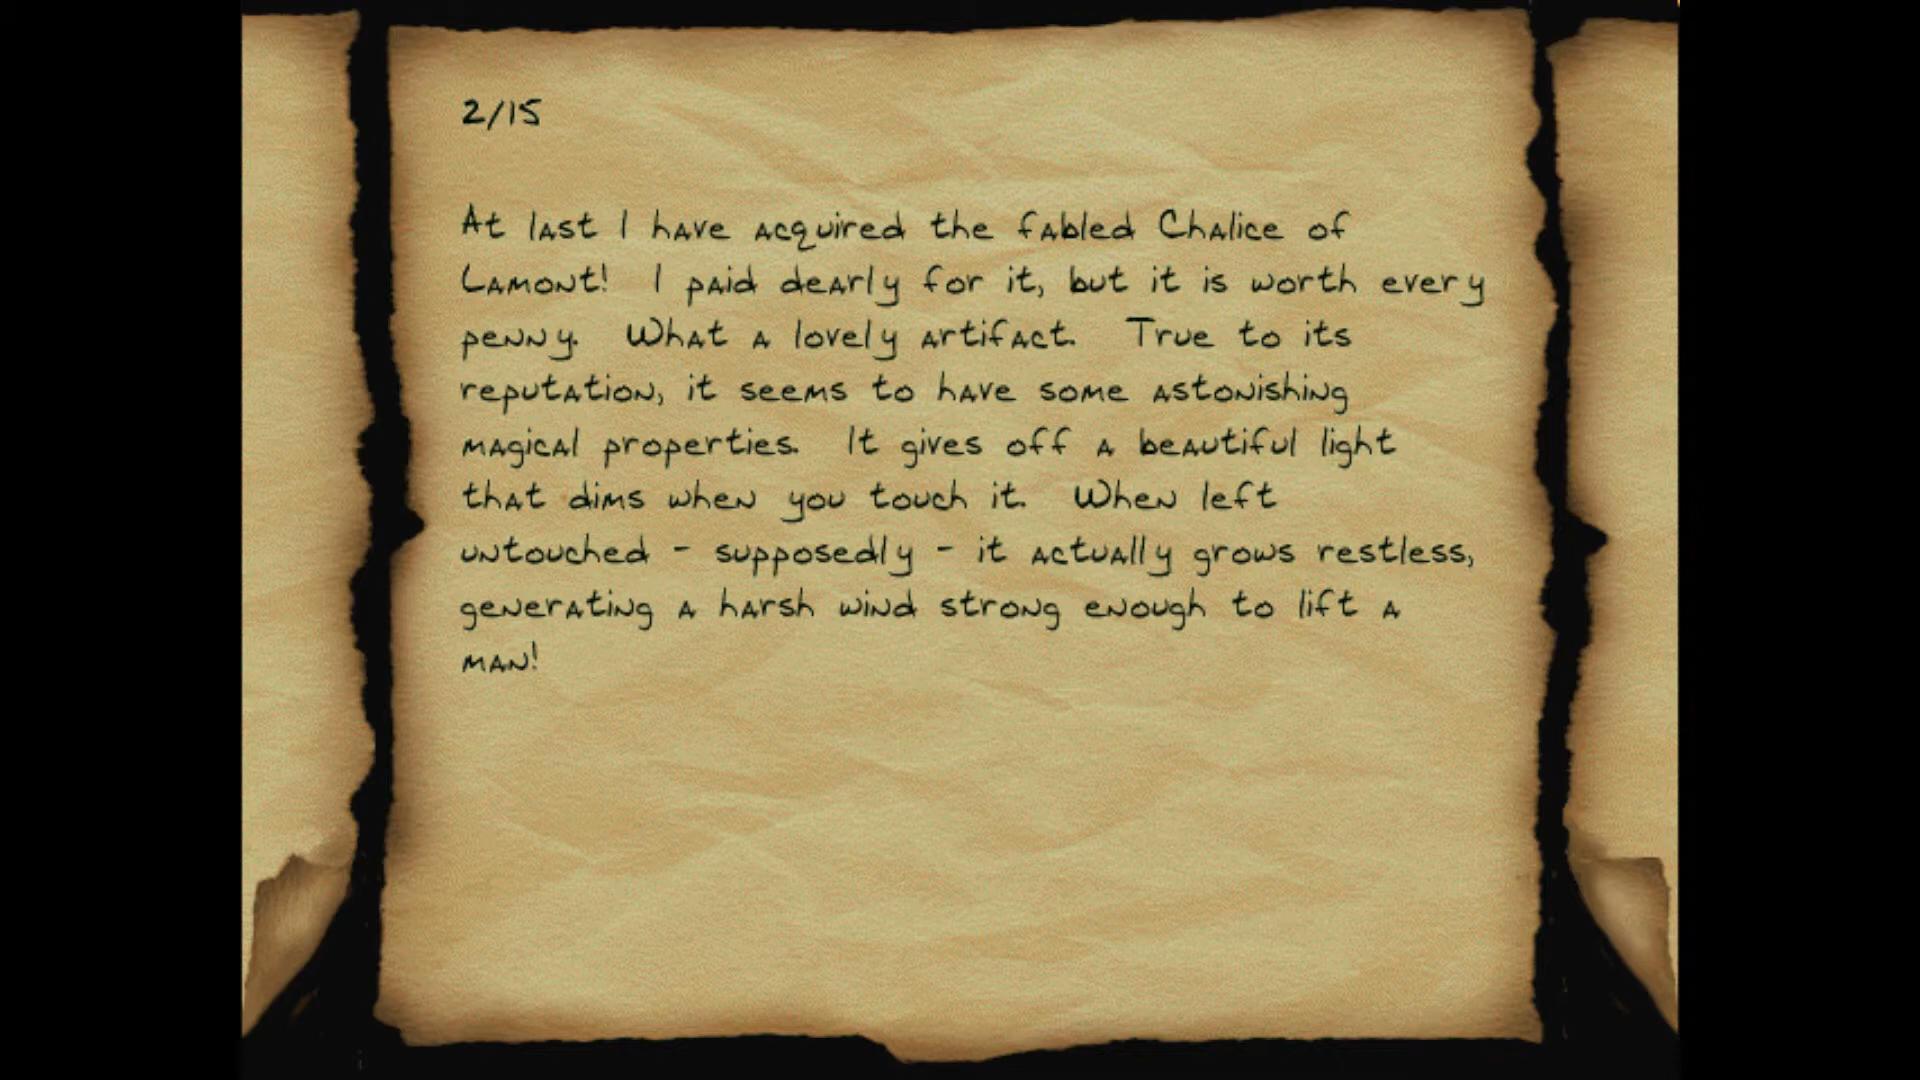 2/15
At last I have acquired the fabled Chalice of
Lamont! I paid dearly for it, but it is worth every
penny. What a lovely artifact. True to its
reputation, it seems to have some astonishing
magical properties. It gives off a beautiful light
that dims when you touch it. When left
untouched - supposedly - it actually grows restless,
generating a harsh wind strong enough to lift a
man!